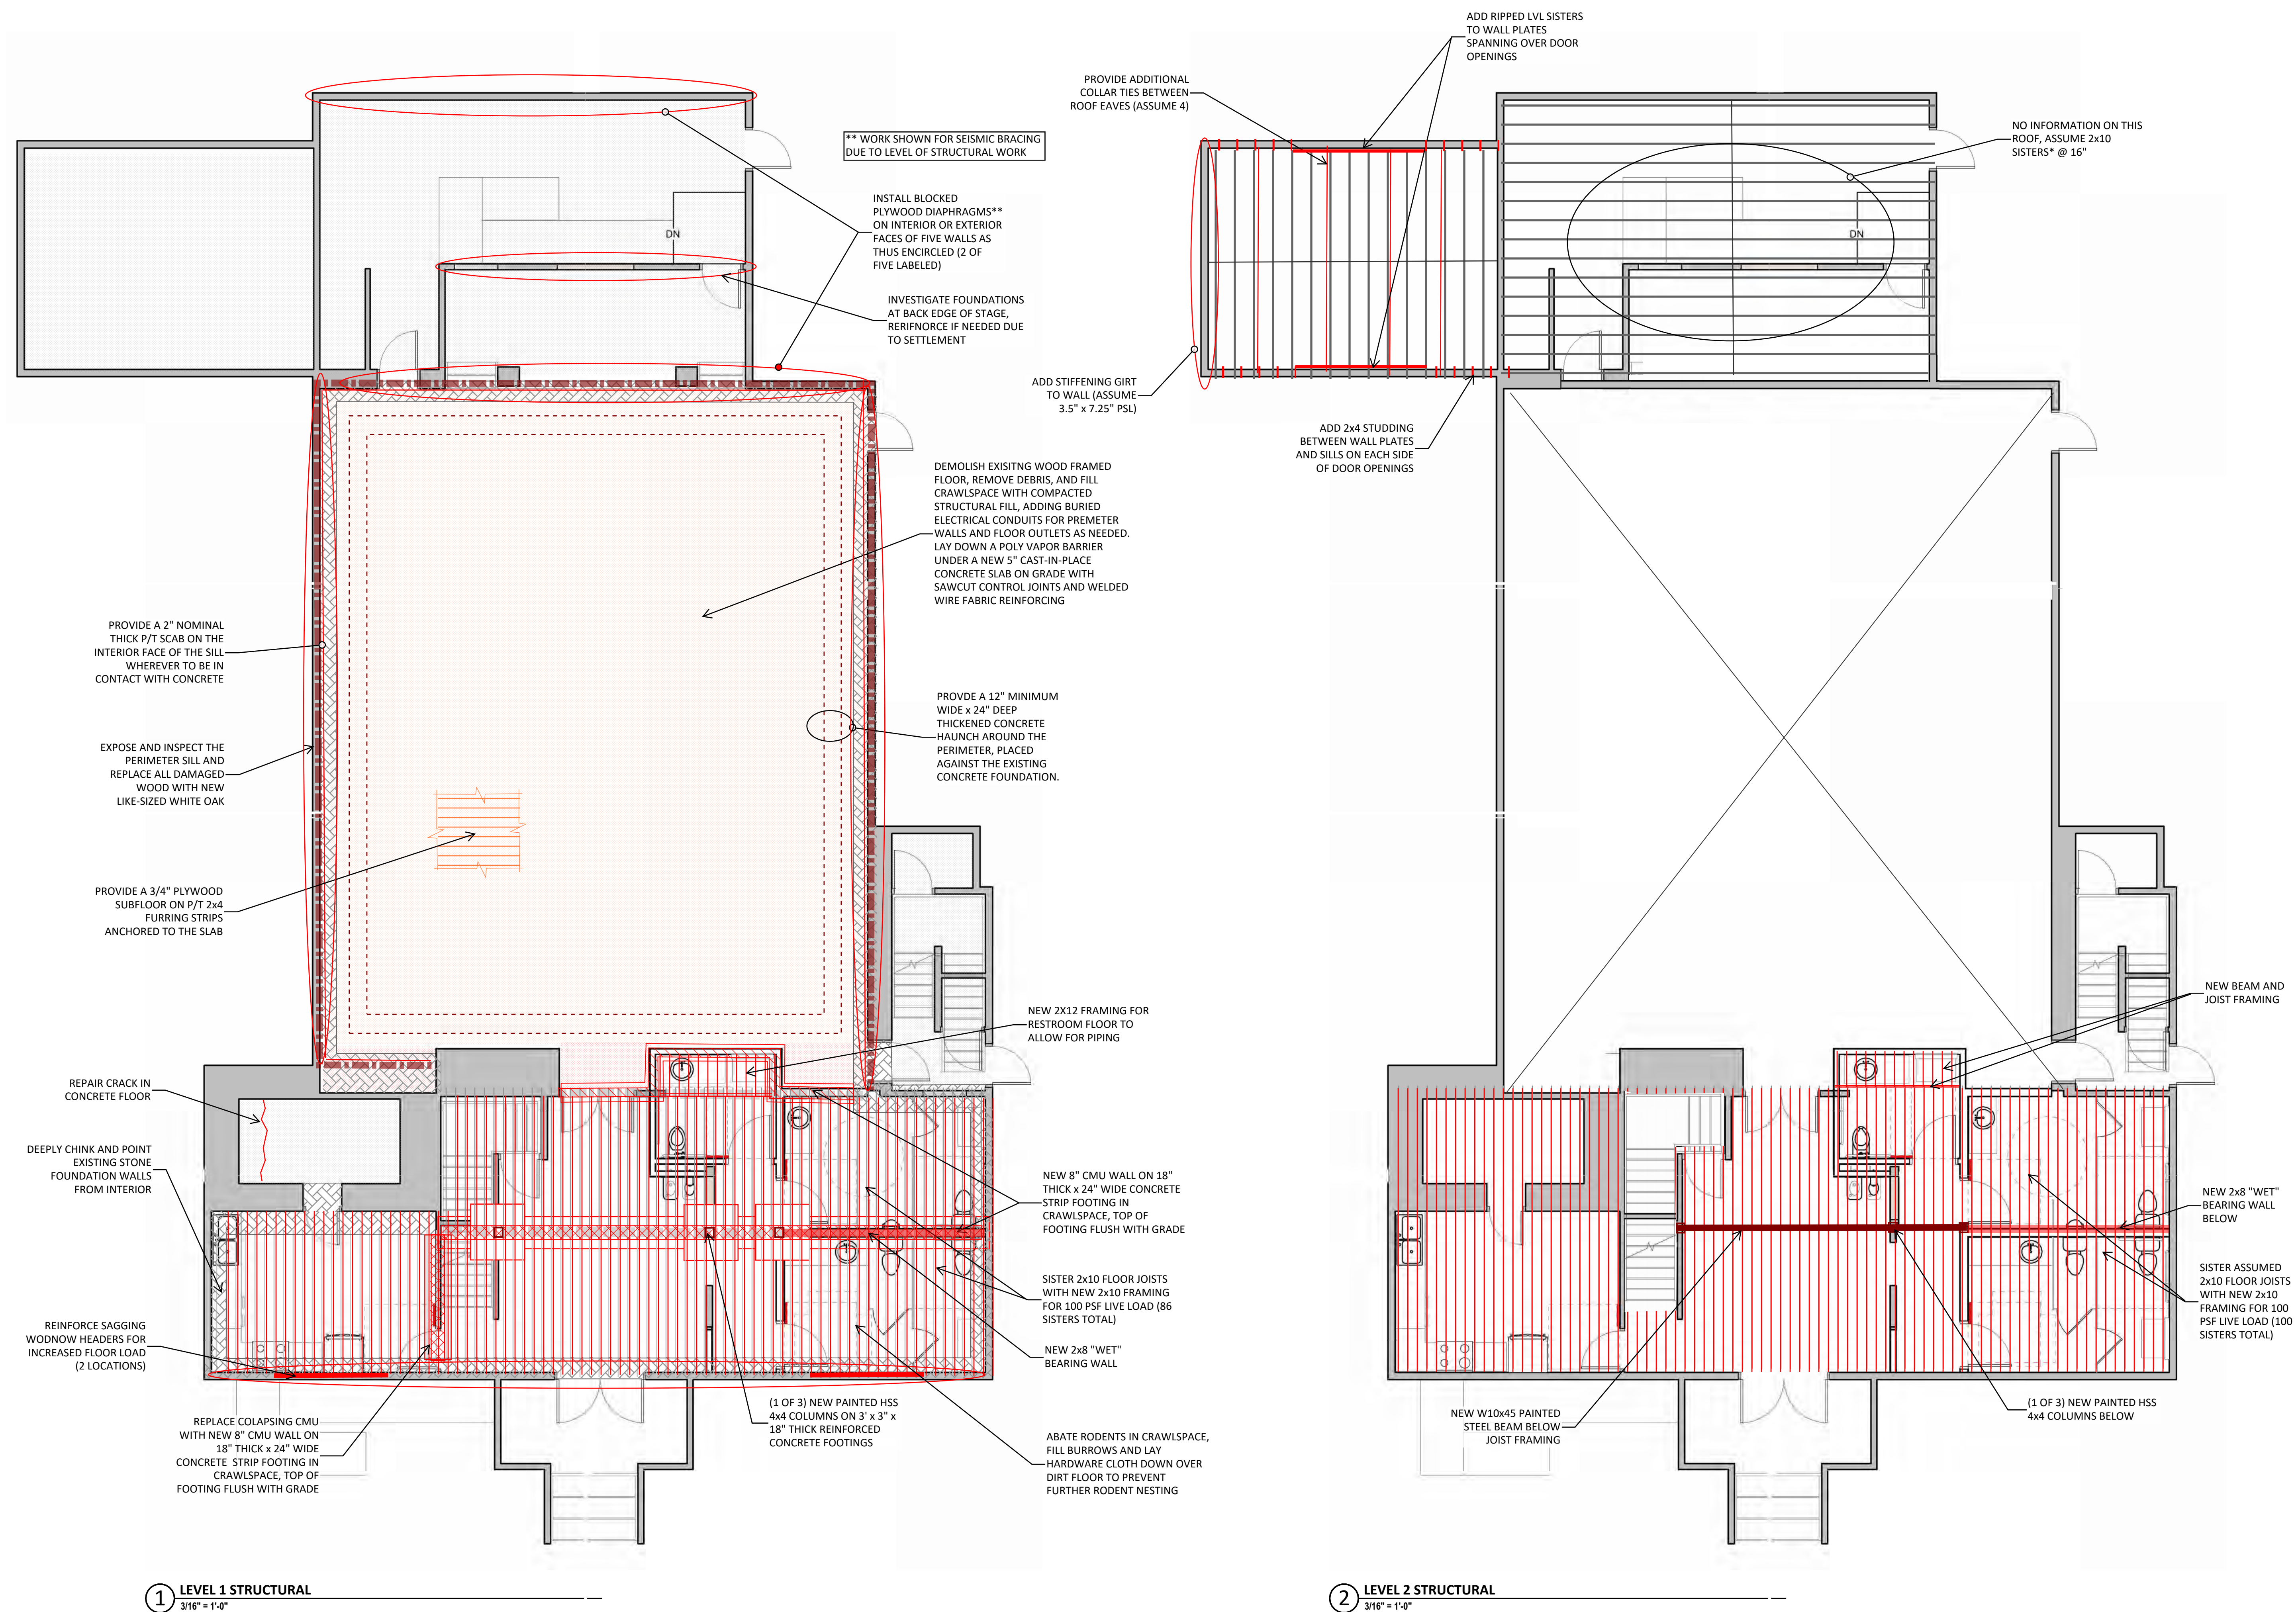 ** WORK SHOWN FOR SEISMIC BRACING
DUE TO LEVEL OF STRUCTURAL WORK
INSTALL BLOCKED
PLYWOOD DIAPHRAGMS**
ON INTERIOR OR EXTERIOR
FACES OF FIVE WALLS AS
THUS ENCIRCLED (2 OF
FIVE LABELED)
DN
INVESTIGATE FOUNDATIONS
AT BACK EDGE OF STAGE,
RERIFNORCE IF NEEDED DUE
TO SETTLEMENT
DEMOLISH EXISITNG WOOD FRAMED
FLOOR, REMOVE DEBRIS, AND FILL
CRAWLSPACE WITH COMPACTED
STRUCTURAL FILL, ADDING BURIED
ELECTRICAL CONDUITS FOR PREMETER
WALLS AND FLOOR OUTLETS AS NEEDED.
LAY DOWN A POLY VAPOR BARRIER
UNDER A NEW 5" CAST-IN-PLACE
CONCRETE SLAB ON GRADE WITH
SAWCUT CONTROL JOINTS AND WELDED
WIRE FABRIC REINFORCING
PROVIDE A 2" NOMINAL
THICK P/T SCAB ON THE
INTERIOR FACE OF THE SILL
WHEREVER TO BE IN
CONTACT WITH CONCRETE
PROVDE A 12" MINIMUM
WIDE x 24" DEEP
THICKENED CONCRETE
HAUNCH AROUND THE
PERIMETER, PLACED
AGAINST THE EXISTING
CONCRETE FOUNDATION.
EXPOSE AND INSPECT THE
PERIMETER SILL AND
REPLACE ALL DAMAGED
WOOD WITH NEW
LIKE-SIZED WHITE OAK
PROVIDE A 3/4" PLYWOOD
SUBFLOOR ON P/T 2x4
FURRING STRIPS
ANCHORED TO THE SLAB
NEW 2X12 FRAMING FOR
RESTROOM FLOOR TO
ALLOW FOR PIPING
REPAIR CRACK IN
CONCRETE FLOOR
DEEPLY CHINK AND POINT
EXISTING STONE
FOUNDATION WALLS
FROM INTERIOR
NEW 8" CMU WALL ON 18"
THICK x 24" WIDE CONCRETE
STRIP FOOTING IN
CRAWLSPACE, TOP OF
FOOTING FLUSH WITH GRADE
SISTER 2x10 FLOOR JOISTS
WITH NEW 2x10 FRAMING
FOR 100 PSF LIVE LOAD (86
SISTERS TOTAL)
REINFORCE SAGGING
WODNOW HEADERS FOR
INCREASED FLOOR LOAD
(2 LOCATIONS)
NEW 2x8 "WET"
BEARING WALL
REPLACE COLAPSING CMU
WITH NEW 8" CMU WALL ON
18" THICK x 24" WIDE
CONCRETE STRIP FOOTING IN
CRAWLSPACE, TOP OF
FOOTING FLUSH WITH GRADE
(1 OF 3) NEW PAINTED HSS
4x4 COLUMNS ON 3' x 3" x
18" THICK REINFORCED
CONCRETE FOOTINGS
ABATE RODENTS IN CRAWLSPACE,
FILL BURROWS AND LAY
HARDWARE CLOTH DOWN OVER
DIRT FLOOR TO PREVENT
FURTHER RODENT NESTING
1
LEVEL 1 STRUCTURAL
3/16" = 1'-0"
ADD RIPPED LVL SISTERS
TO WALL PLATES
SPANNING OVER DOOR
OPENINGS
PROVIDE ADDITIONAL
COLLAR TIES BETWEEN
ROOF EAVES (ASSUME 4)
NO INFORMATION ON THIS
ROOF, ASSUME 2x10
SISTERS* @ 16"
DN
ADD STIFFENING GIRT
TO WALL (ASSUME
3.5" x 7.25" PSL)
ADD 2x4 STUDDING
BETWEEN WALL PLATES
AND SILLS ON EACH SIDE
OF DOOR OPENINGS
NEW BEAM AND
JOIST FRAMING
NEW 2x8 "WET"
BEARING WALL
BELOW
SISTER ASSUMED
2x10 FLOOR JOISTS
WITH NEW 2x10
FRAMING FOR 100
PSF LIVE LOAD (100
SISTERS TOTAL)
NEW W10x45 PAINTED
STEEL BEAM BELOW
JOIST FRAMING
(1 OF 3) NEW PAINTED HSS
4x4 COLUMNS BELOW
2
LEVEL 2 STRUCTURAL
3/16" = 1'-0"